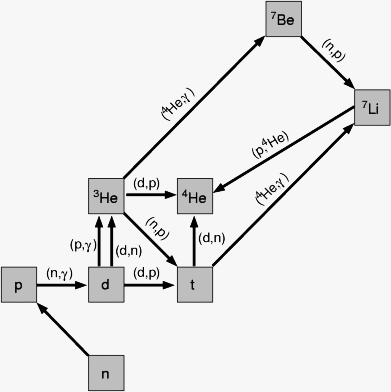 ⁷Be
(n,p)
⁷Li
(⁴He,γ)
(p,⁴He)
(⁴He,γ)
³He
(d,p)
⁴He
(n,p)
(p,γ)
(d,n)
(d,n)
p
(n,γ)
d
(d,p)
t
n